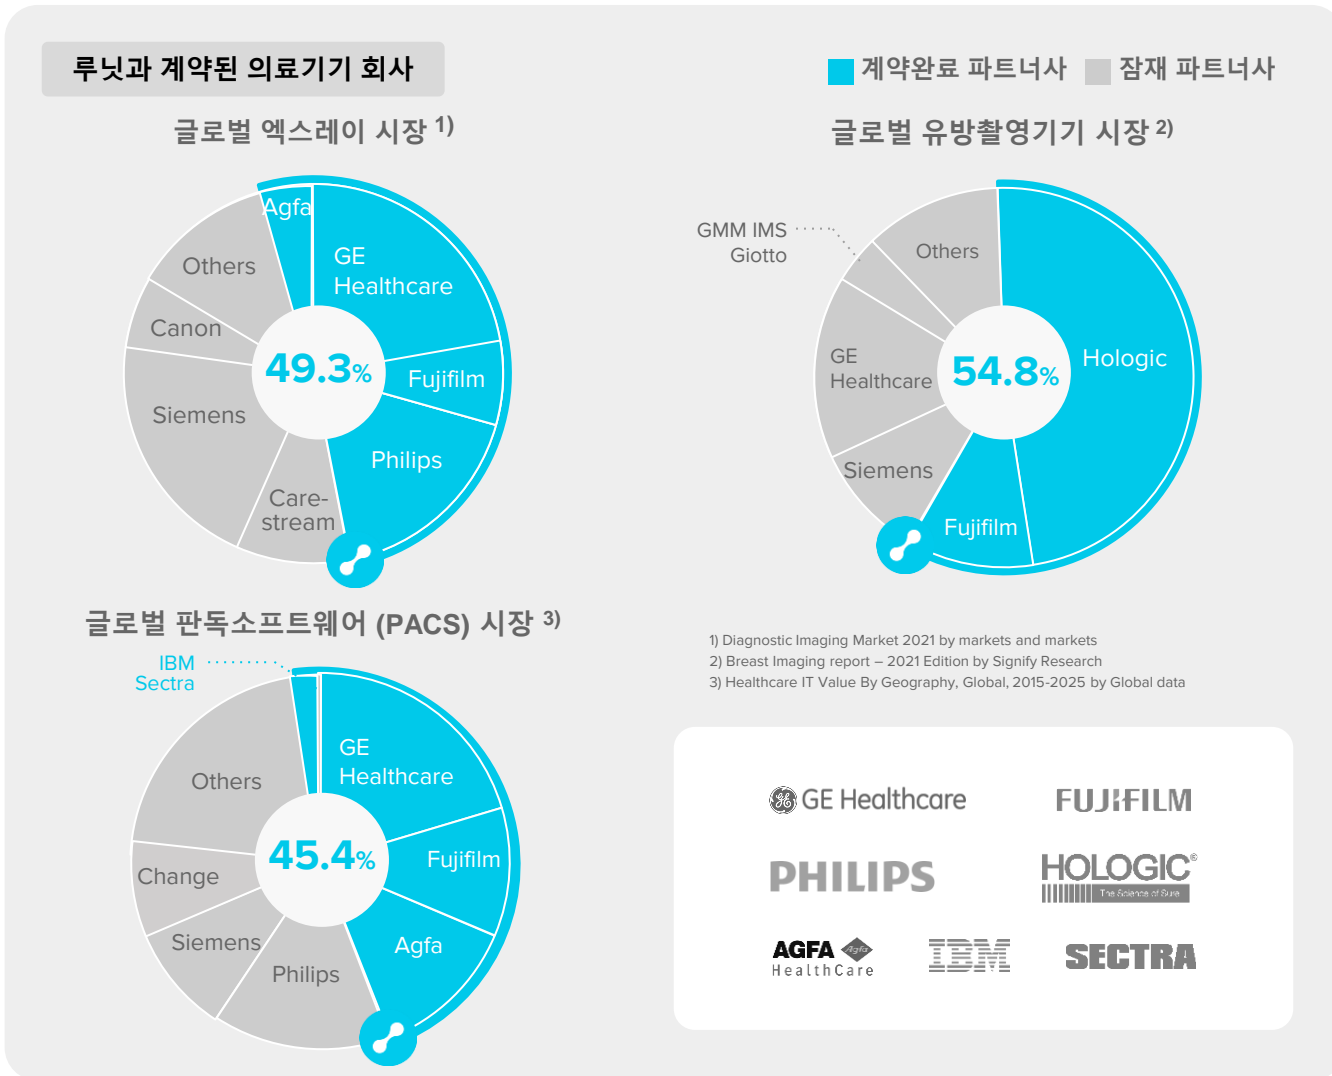 루닛과 계약된 의료기기 회사
계약완료 파트너사
잠재 파트너사
글로벌 엑스레이 시장 1)
Agfa
GE
Healthcare
Others
Canon
49.3%
Fujifilm
Siemens
Philips
Care-
stream
글로벌 유방촬영기기 시장 2)
GMM IMS
Giotto
Others
GE
Healthcare
54.8%
Hologic
Siemens
Fujifilm
글로벌 판독소프트웨어 (PACS) 시장 3)
IBM
Sectra
GE
Healthcare
Others
45.4%
Fujifilm
Change
Siemens
Agfa
Philips
1) Diagnostic Imaging Market 2021 by markets and markets
2) Breast Imaging report – 2021 Edition by Signify Research
3) Healthcare IT Value By Geography, Global, 2015-2025 by Global data
GE Healthcare
FUJIFILM
PHILIPS
HOLOGIC®
The Science of Sure
AGFA Agfa
HealthCare
IBM
SECTRA